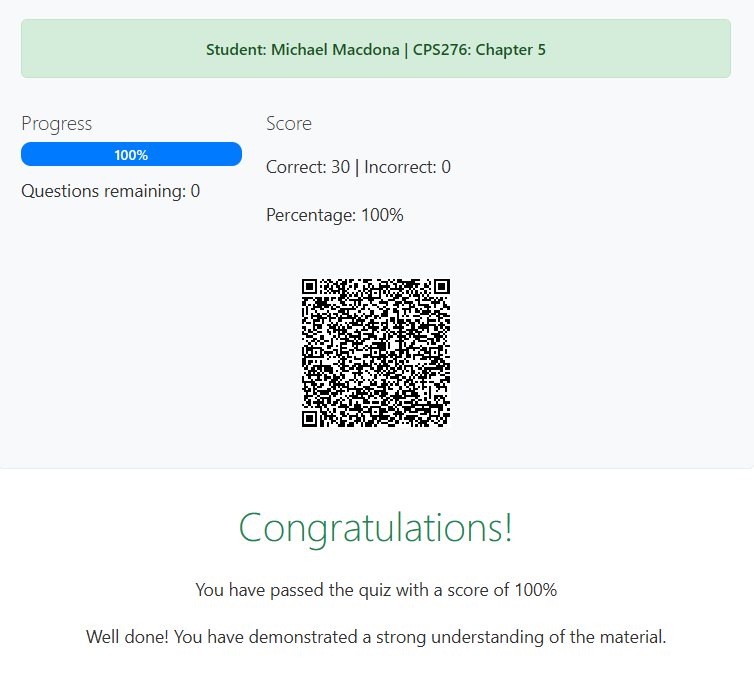 Student: Michael Macdona | CPS276: Chapter 5
Progress
100%
Questions remaining: 0
Score
Correct: 30 | Incorrect: 0
Percentage: 100%
Congratulations!
You have passed the quiz with a score of 100%
Well done! You have demonstrated a strong understanding of the material.